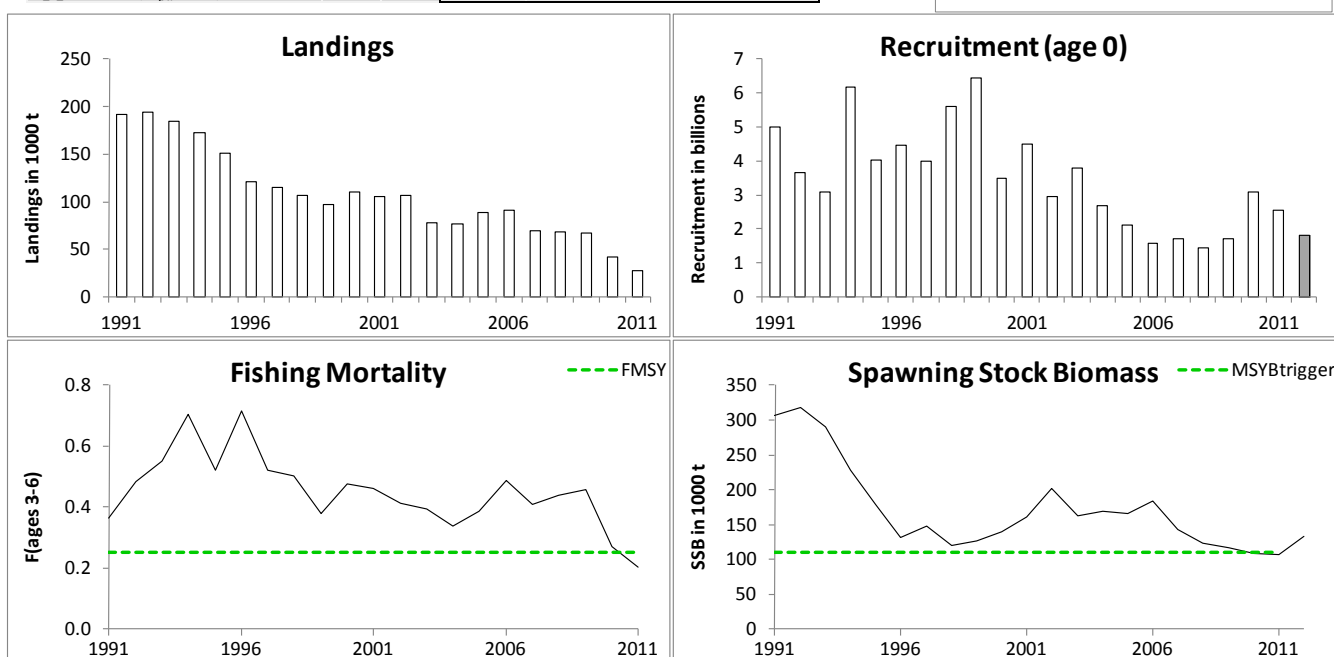 Landings
Landings in 1000 t
250
200
150
100
50
0
1991 1996 2001 2006 2011
Recruitment (age 0)
Recruitment in billions
7
6
5
4
3
2
1
0
1991 1996 2001 2006 2011
Fishing Mortality
FMSY
F(ages 3-6)
0.8
0.6
0.4
0.2
0.0
1991 1996 2001 2006 2011
Spawning Stock Biomass
MSYBtrigger
SSB in 1000 t
350
300
250
200
150
100
50
0
1991 1996 2001 2006 2011